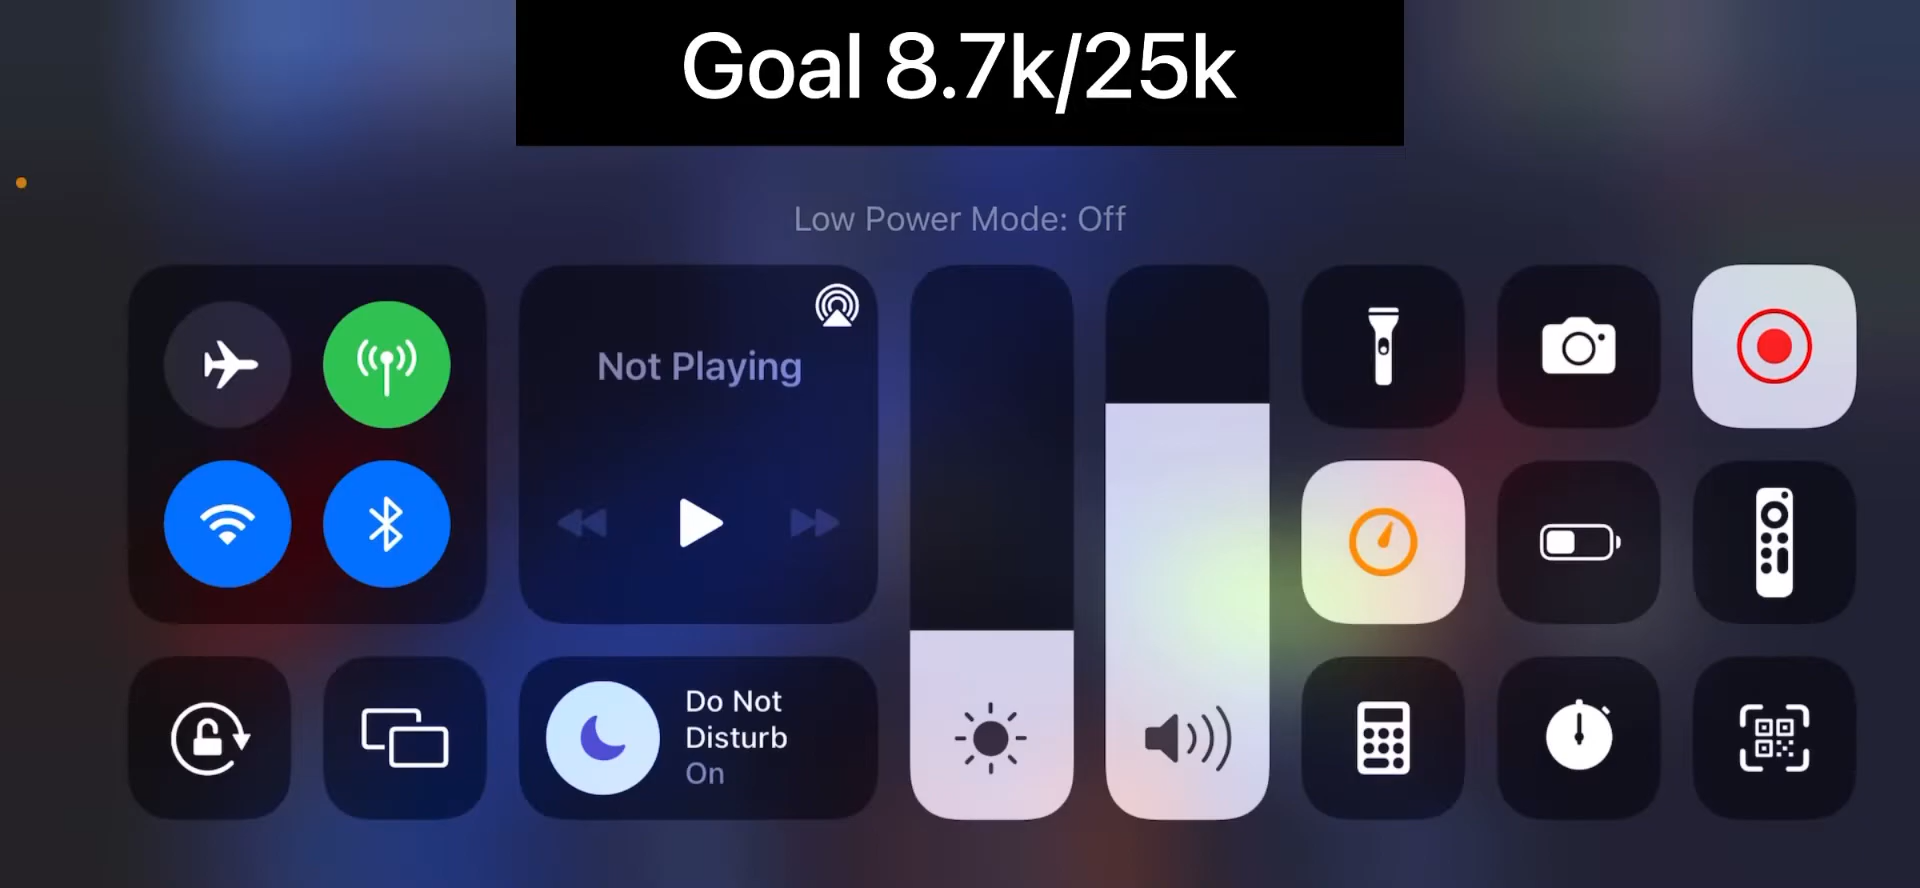 Goal 8.7k/25k
Low Power Mode: Off
Not Playing
Do Not
Disturb
On